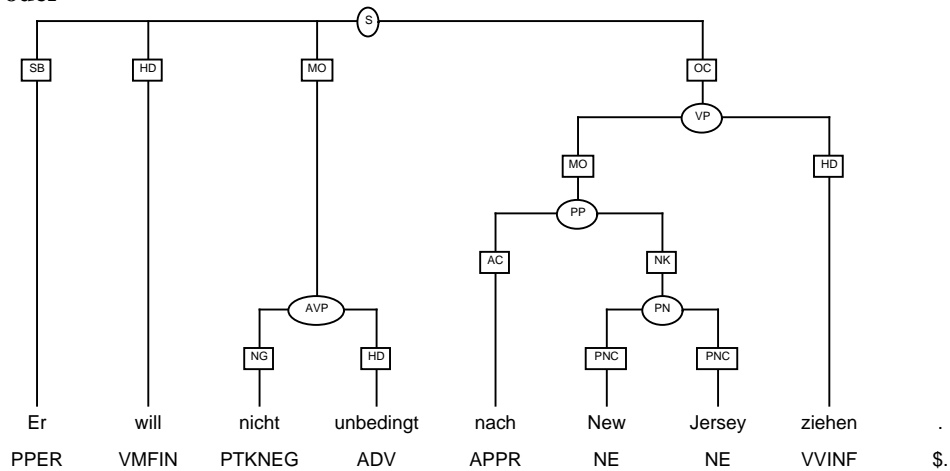 oder
S
SB HD MO OC
VP
MO HD
PP
AC NK
AVP PN
NG HD PNC PNC
Er will nicht unbedingt nach New Jersey ziehen .
PPER VMFIN PTKNEG ADV APPR NE NE VVINF $.